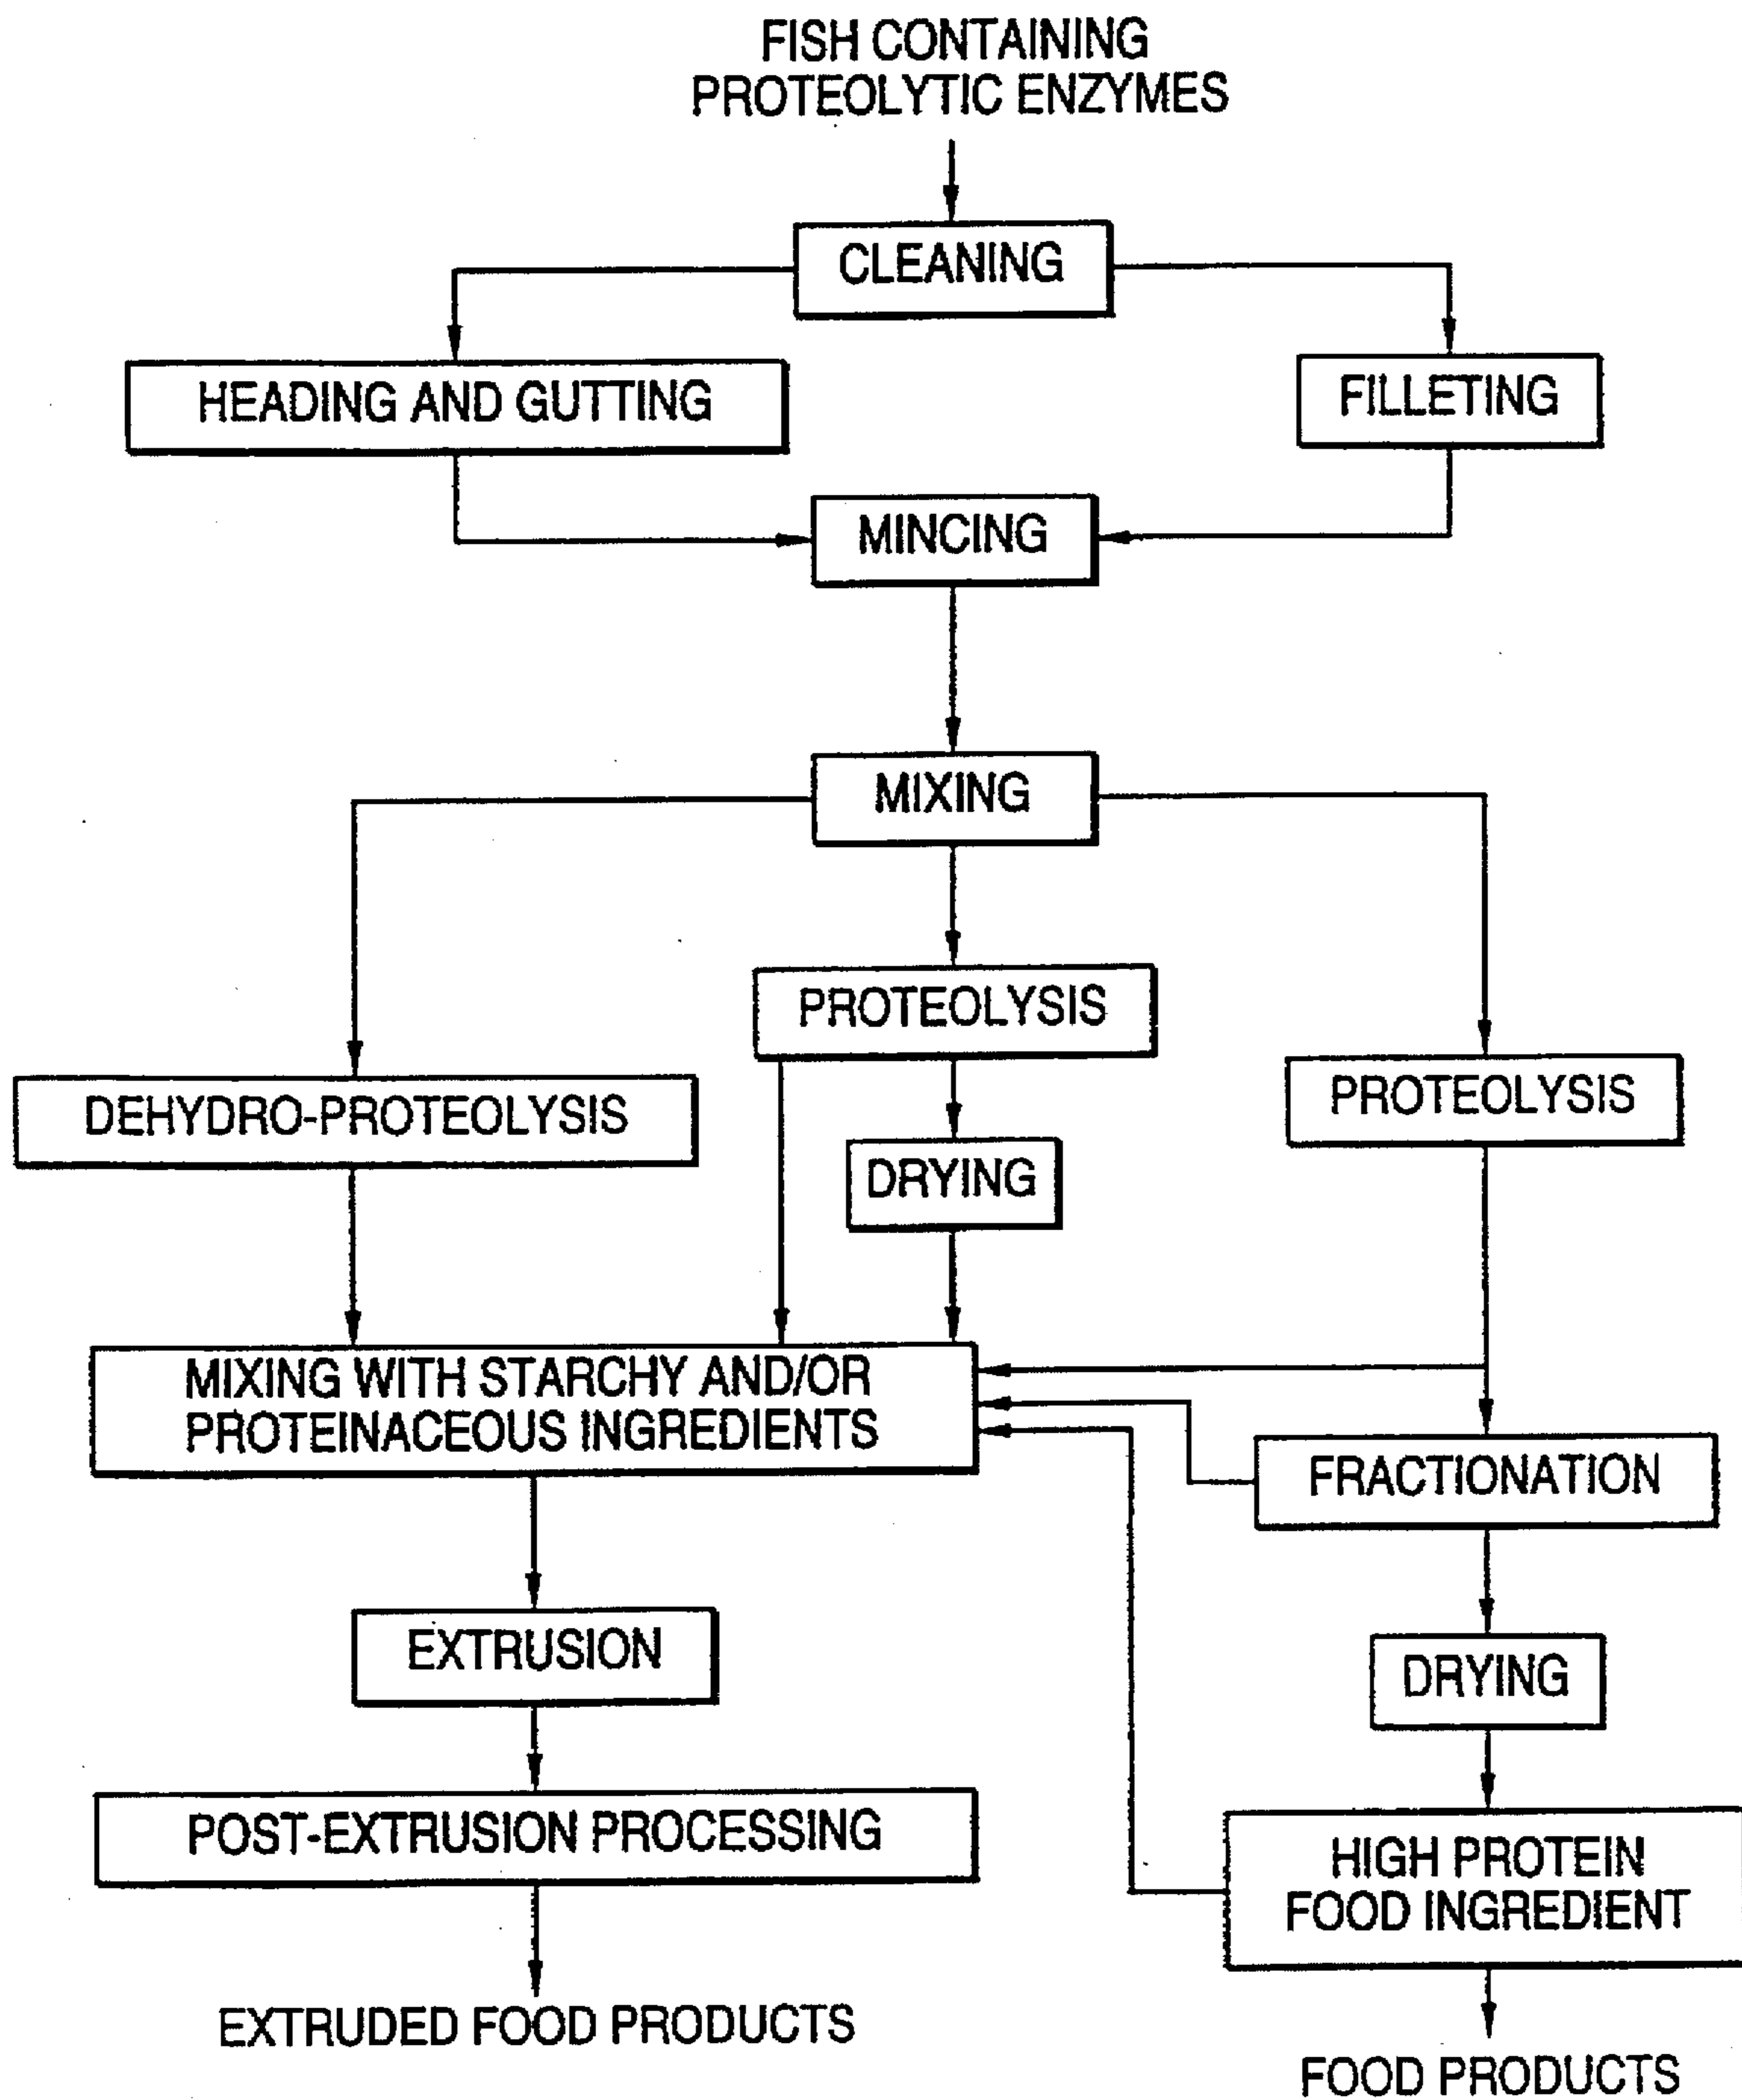 FISH CONTAINING
PROTEOLYTIC ENZYMES
CLEANING
HEADING AND GUTTING
FILLETING
MINCING
MIXING
PROTEOLYSIS
DEHYDRO-PROTEOLYSIS
PROTEOLYSIS
DRYING
MIXING WITH STARCHY AND/OR
PROTEINACEOUS INGREDIENTS
FRACTIONATION
EXTRUSION
DRYING
POST-EXTRUSION PROCESSING
HIGH PROTEIN
FOOD INGREDIENT
EXTRUDED FOOD PRODUCTS
FOOD PRODUCTS